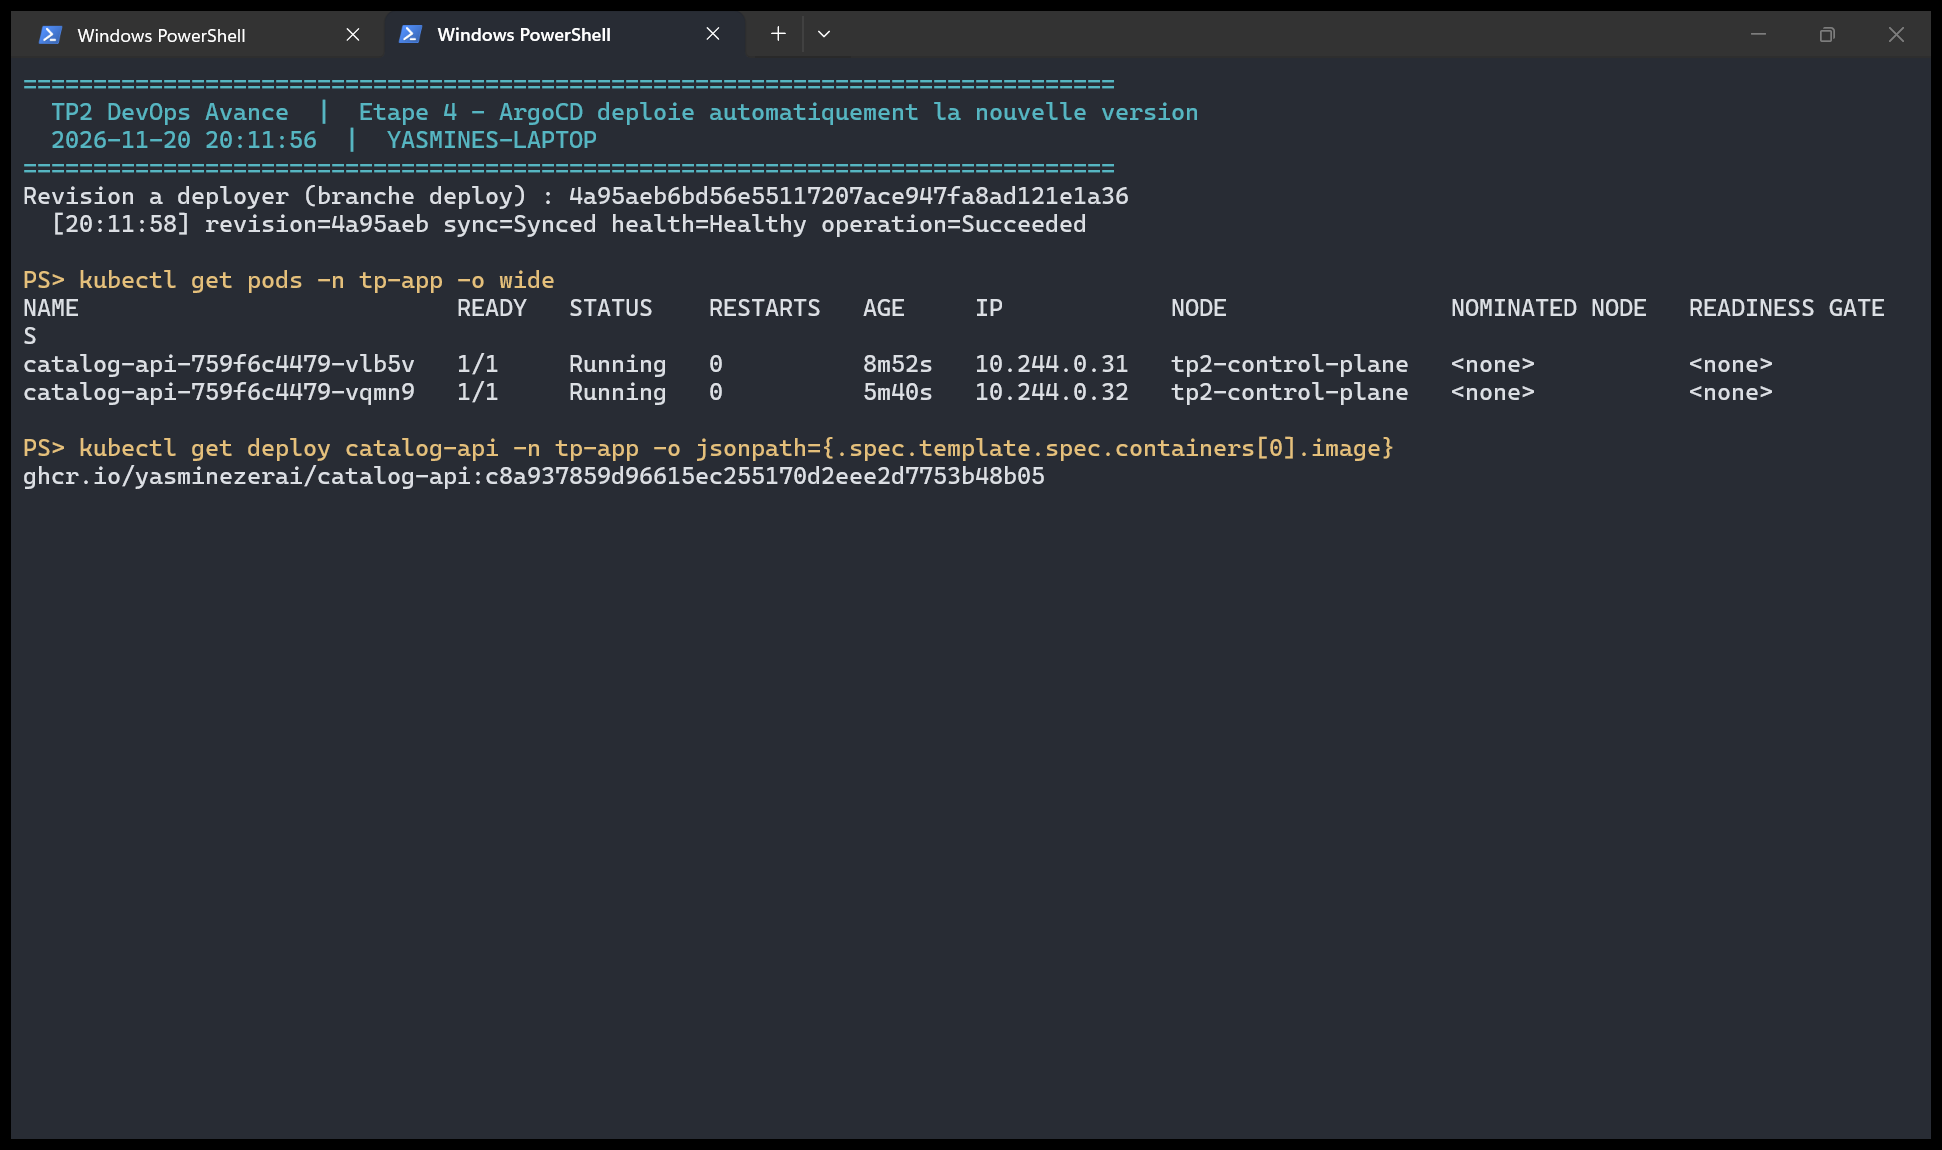 Windows PowerShell
Windows PowerShell
==============================================================================
TP2 DevOps Avance | Etape 4 - ArgoCD deploie automatiquement la nouvelle version
2026-11-20 20:11:56 | YASMINES-LAPTOP
==============================================================================
Revision a deployer (branche deploy) : 4a95aeb6bd56e55117207ace947fa8ad121e1a36
[20:11:58] revision=4a95aeb sync=Synced health=Healthy operation=Succeeded
PS> kubectl get pods -n tp-app -o wide
NAME READY STATUS RESTARTS AGE IP NODE NOMINATED NODE READINESS GATE
S
catalog-api-759f6c4479-vlb5v 1/1 Running 0 8m52s 10.244.0.31 tp2-control-plane <none> <none>
catalog-api-759f6c4479-vqmn9 1/1 Running 0 5m40s 10.244.0.32 tp2-control-plane <none> <none>
PS> kubectl get deploy catalog-api -n tp-app -o jsonpath={.spec.template.spec.containers[0].image}
ghcr.io/yasminezerai/catalog-api:c8a937859d96615ec255170d2eee2d7753b48b05